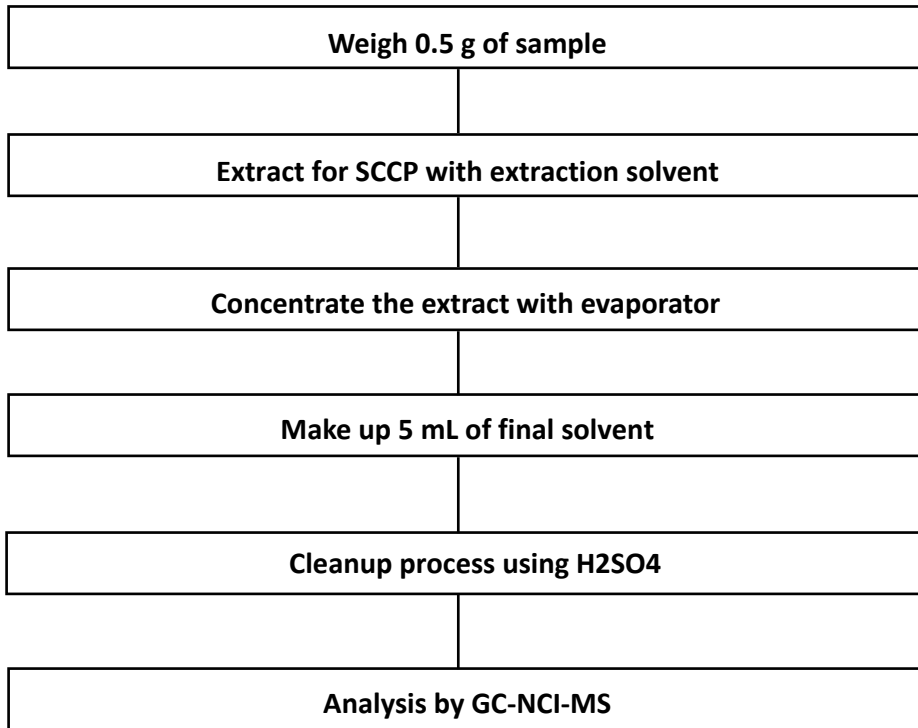 Weigh 0.5 g of sample
Extract for SCCP with extraction solvent
Concentrate the extract with evaporator
Make up 5 mL of final solvent
Cleanup process using H2SO4
Analysis by GC-NCI-MS